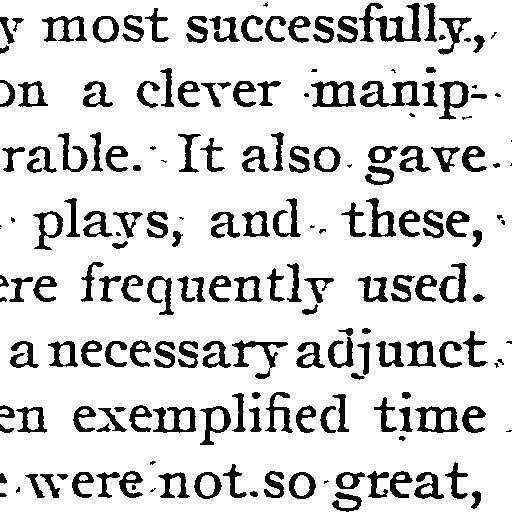 y most successfully,
on a clever manip-
rable. It also gave
plays, and these,
ere frequently used.
a necessary adjunct
en exemplified time
e were not so great,